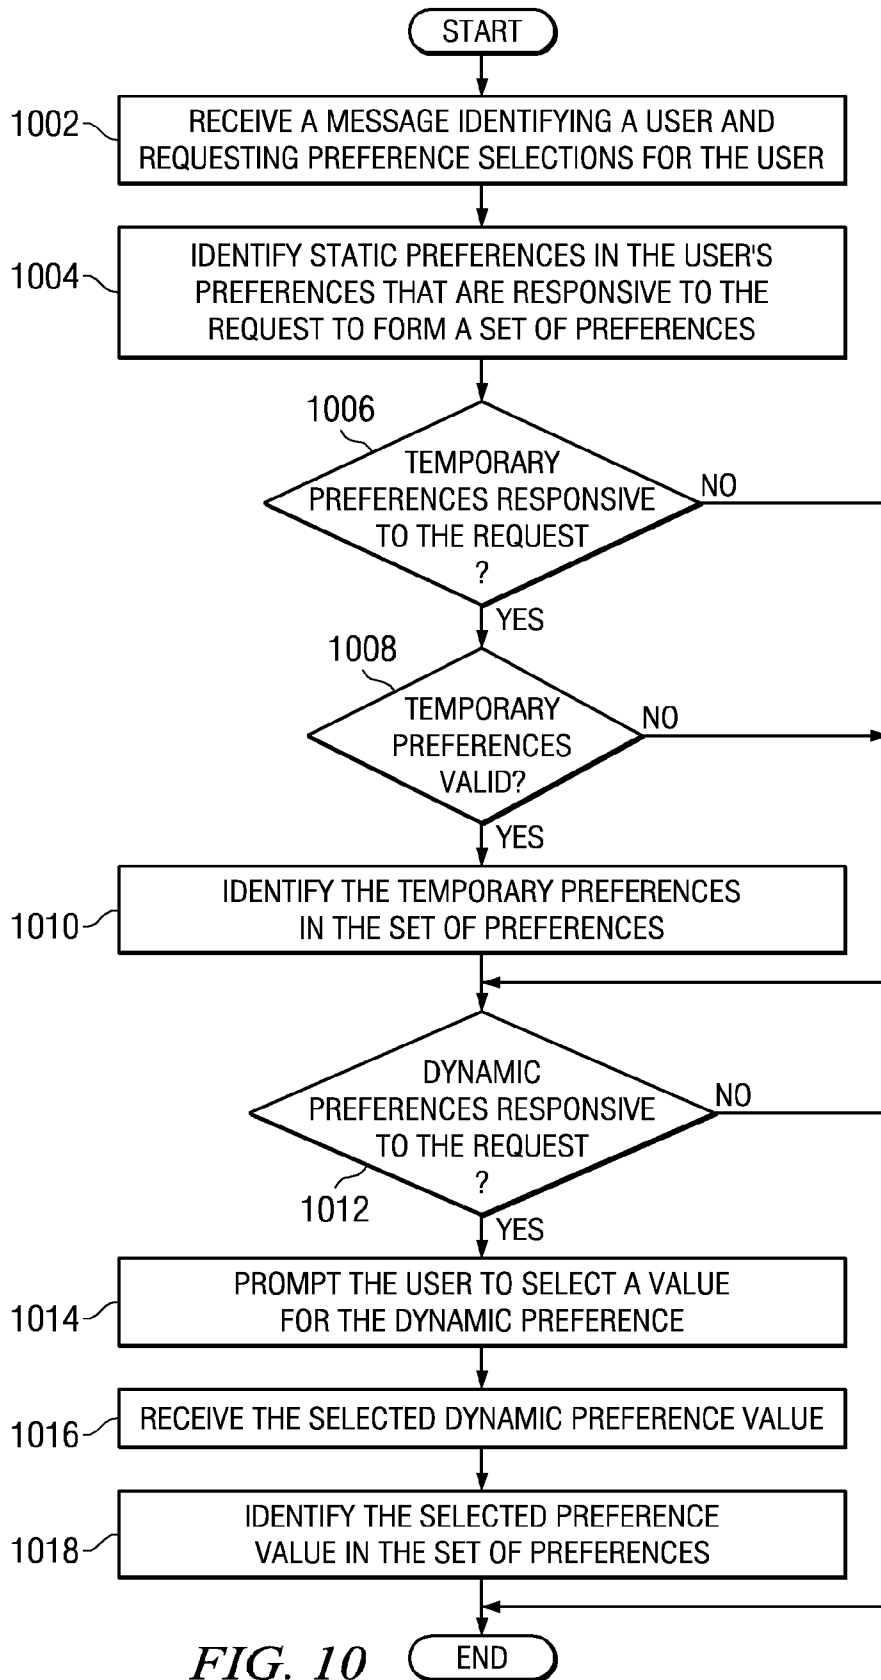 START
1002
RECEIVE A MESSAGE IDENTIFYING A USER AND
REQUESTING PREFERENCE SELECTIONS FOR THE USER
1004
IDENTIFY STATIC PREFERENCES IN THE USER'S
PREFERENCES THAT ARE RESPONSIVE TO THE
REQUEST TO FORM A SET OF PREFERENCES
1006
TEMPORARY
PREFERENCES RESPONSIVE
TO THE REQUEST
?
NO
YES
1008
TEMPORARY
PREFERENCES
VALID?
NO
YES
1010
IDENTIFY THE TEMPORARY PREFERENCES
IN THE SET OF PREFERENCES
DYNAMIC
PREFERENCES RESPONSIVE
TO THE REQUEST
?
NO
1012
YES
1014
PROMPT THE USER TO SELECT A VALUE
FOR THE DYNAMIC PREFERENCE
1016
RECEIVE THE SELECTED DYNAMIC PREFERENCE VALUE
1018
IDENTIFY THE SELECTED PREFERENCE
VALUE IN THE SET OF PREFERENCES
FIG. 10
END